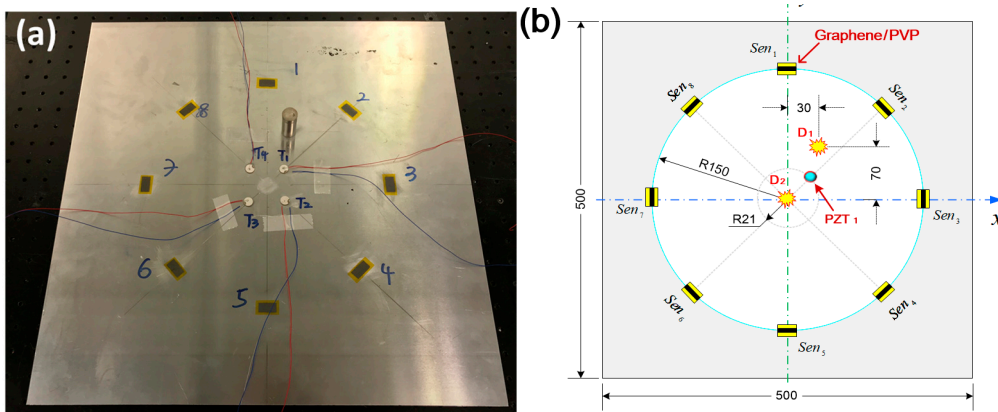 (a)
1
8
2
T4
T1
7
3
T3
T2
6
4
5
(b)
Graphene/PVP
Sen1
Sen8
Sen2
30
D1
R150
70
D2
500
PZT 1
Sen7
R21
Sen3
x
Sen6
Sen4
Sen5
500